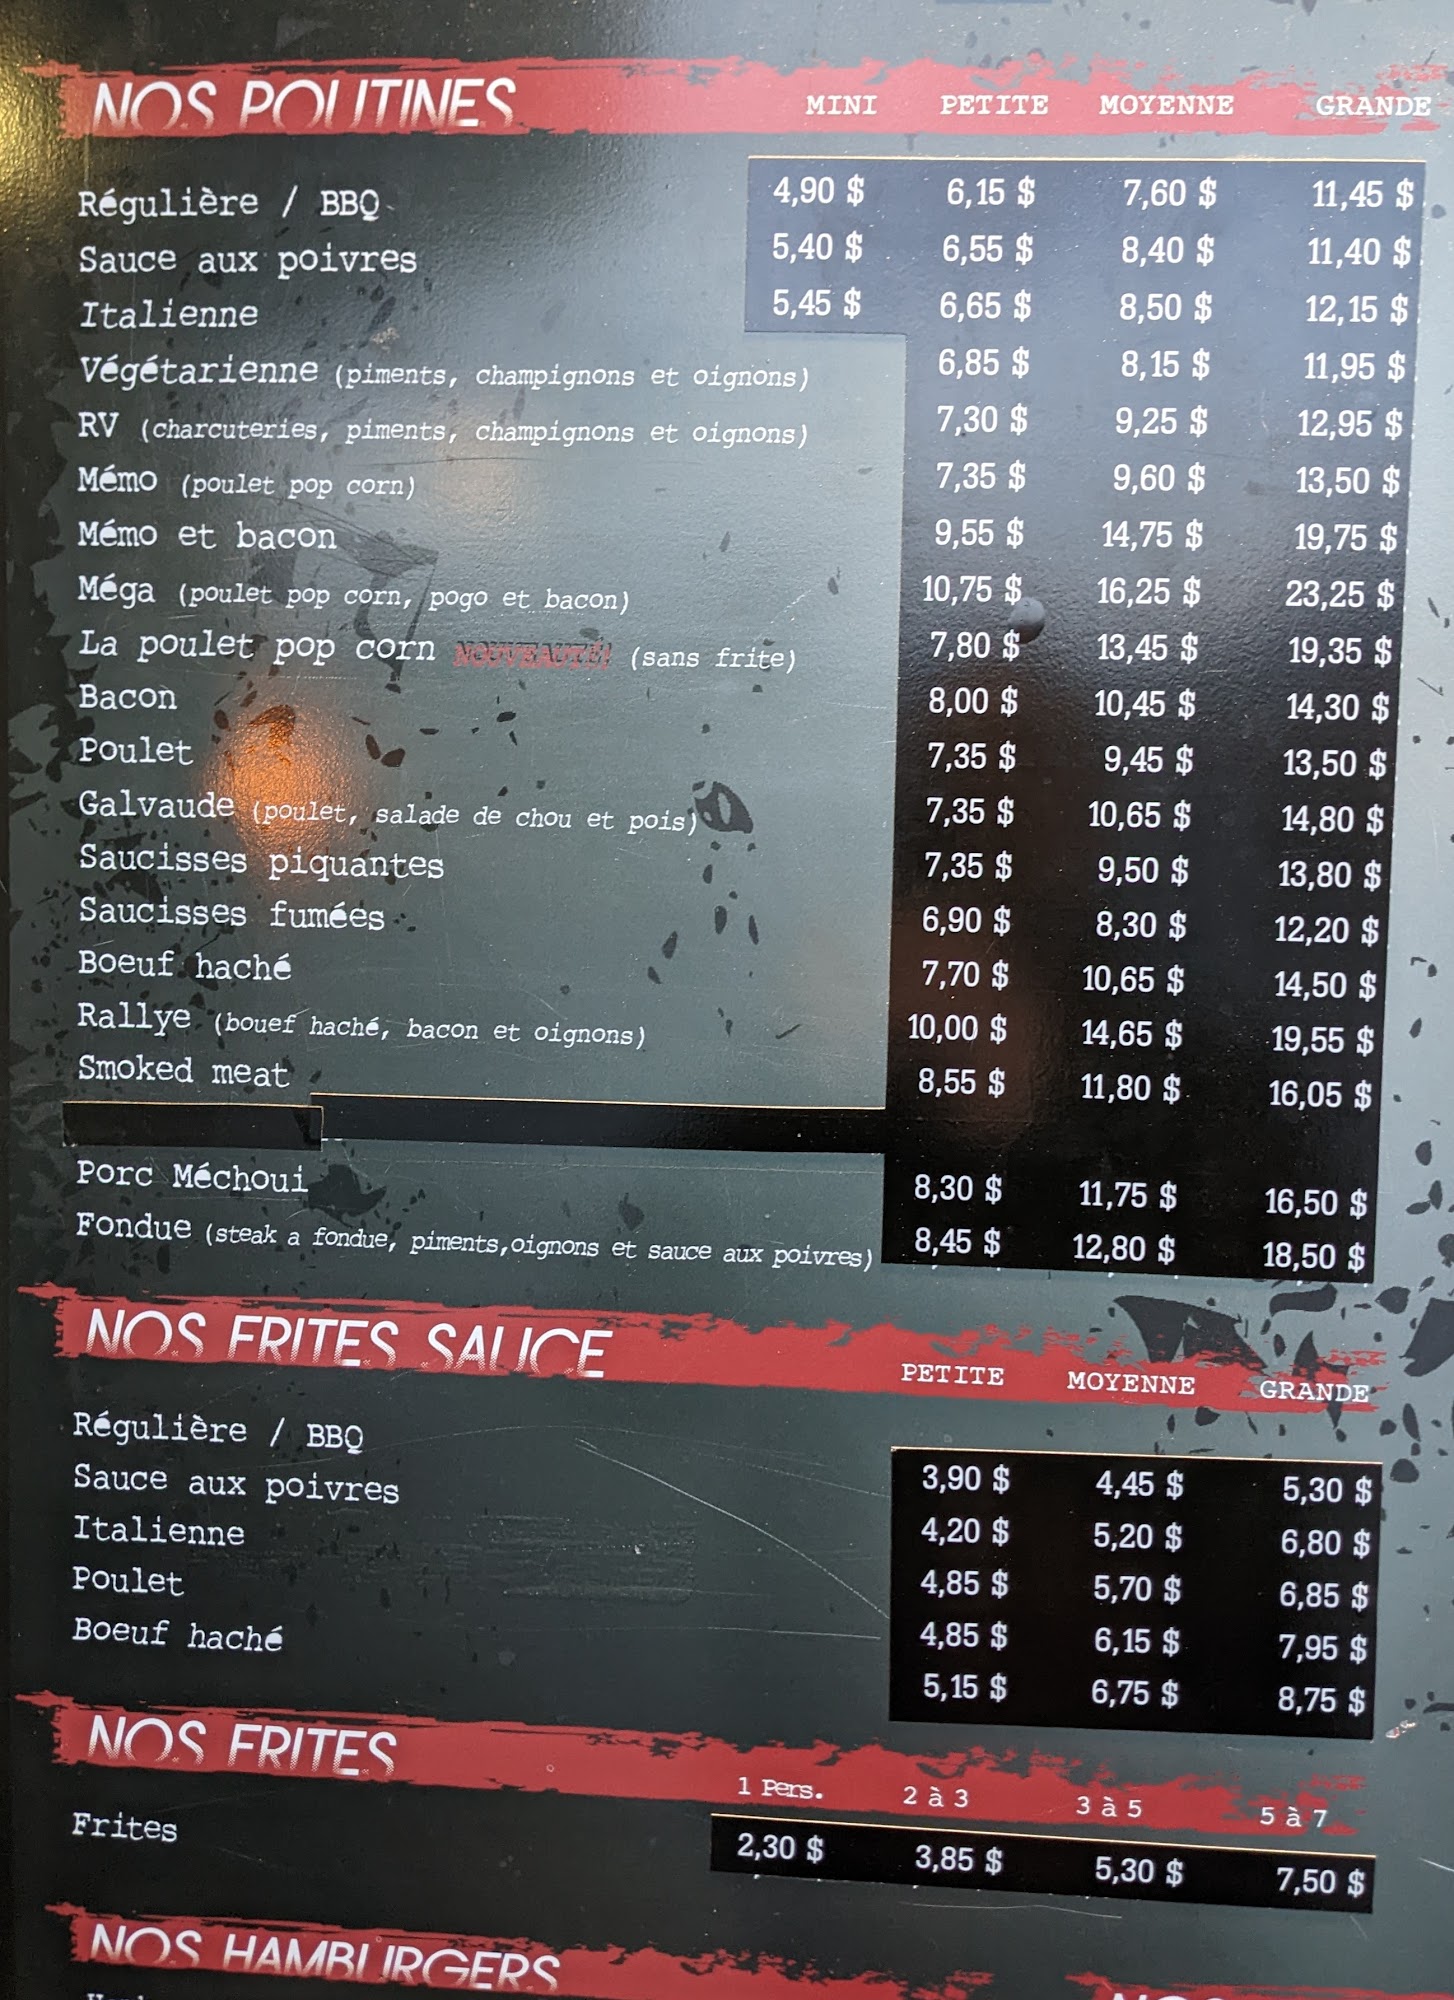 NOS POUTINES MINI PETITE MOYENNE GRANDE
Régulière / BBQ 4,90 $ 6,15 $ 7,60 $ 11,45 $
Sauce aux poivres 5,40 $ 6,55 $ 8,40 $ 11,40 $
Italienne 5,45 $ 6,65 $ 8,50 $ 12,15 $
Végétarienne (piments, champignons et oignons) 6,85 $ 8,15 $ 11,95 $
RV (charcuteries, piments, champignons et oignons) 7,30 $ 9,25 $ 12,95 $
Mémo (poulet pop corn) 7,35 $ 9,60 $ 13,50 $
Mémo et bacon 9,55 $ 14,75 $ 19,75 $
Méga (poulet pop corn, pogo et bacon) 10,75 $ 16,25 $ 23,25 $
La poulet pop corn NOUVEAUTÉ! (sans frite) 7,80 $ 13,45 $ 19,35 $
Bacon 8,00 $ 10,45 $ 14,30 $
Poulet 7,35 $ 9,45 $ 13,50 $
Galvaude (poulet, salade de chou et pois) 7,35 $ 10,65 $ 14,80 $
Saucisses piquantes 7,35 $ 9,50 $ 13,80 $
Saucisses fumées 6,90 $ 8,30 $ 12,20 $
Boeuf haché 7,70 $ 10,65 $ 14,50 $
Rallye (bouef haché, bacon et oignons) 10,00 $ 14,65 $ 19,55 $
Smoked meat 8,55 $ 11,80 $ 16,05 $
Porc Méchoui 8,30 $ 11,75 $ 16,50 $
Fondue (steak a fondue, piments,oignons et sauce aux poivres) 8,45 $ 12,80 $ 18,50 $
NOS FRITES SAUCE PETITE MOYENNE GRANDE
Régulière / BBQ 3,90 $ 4,45 $ 5,30 $
Sauce aux poivres 4,20 $ 5,20 $ 6,80 $
Italienne 4,85 $ 5,70 $ 6,85 $
Poulet 4,85 $ 6,15 $ 7,95 $
Boeuf haché 5,15 $ 6,75 $ 8,75 $
NOS FRITES 1 Pers. 2 à 3 3 à 5 5 à 7
Frites 2,30 $ 3,85 $ 5,30 $ 7,50 $
NOS HAMBURGERS NOS